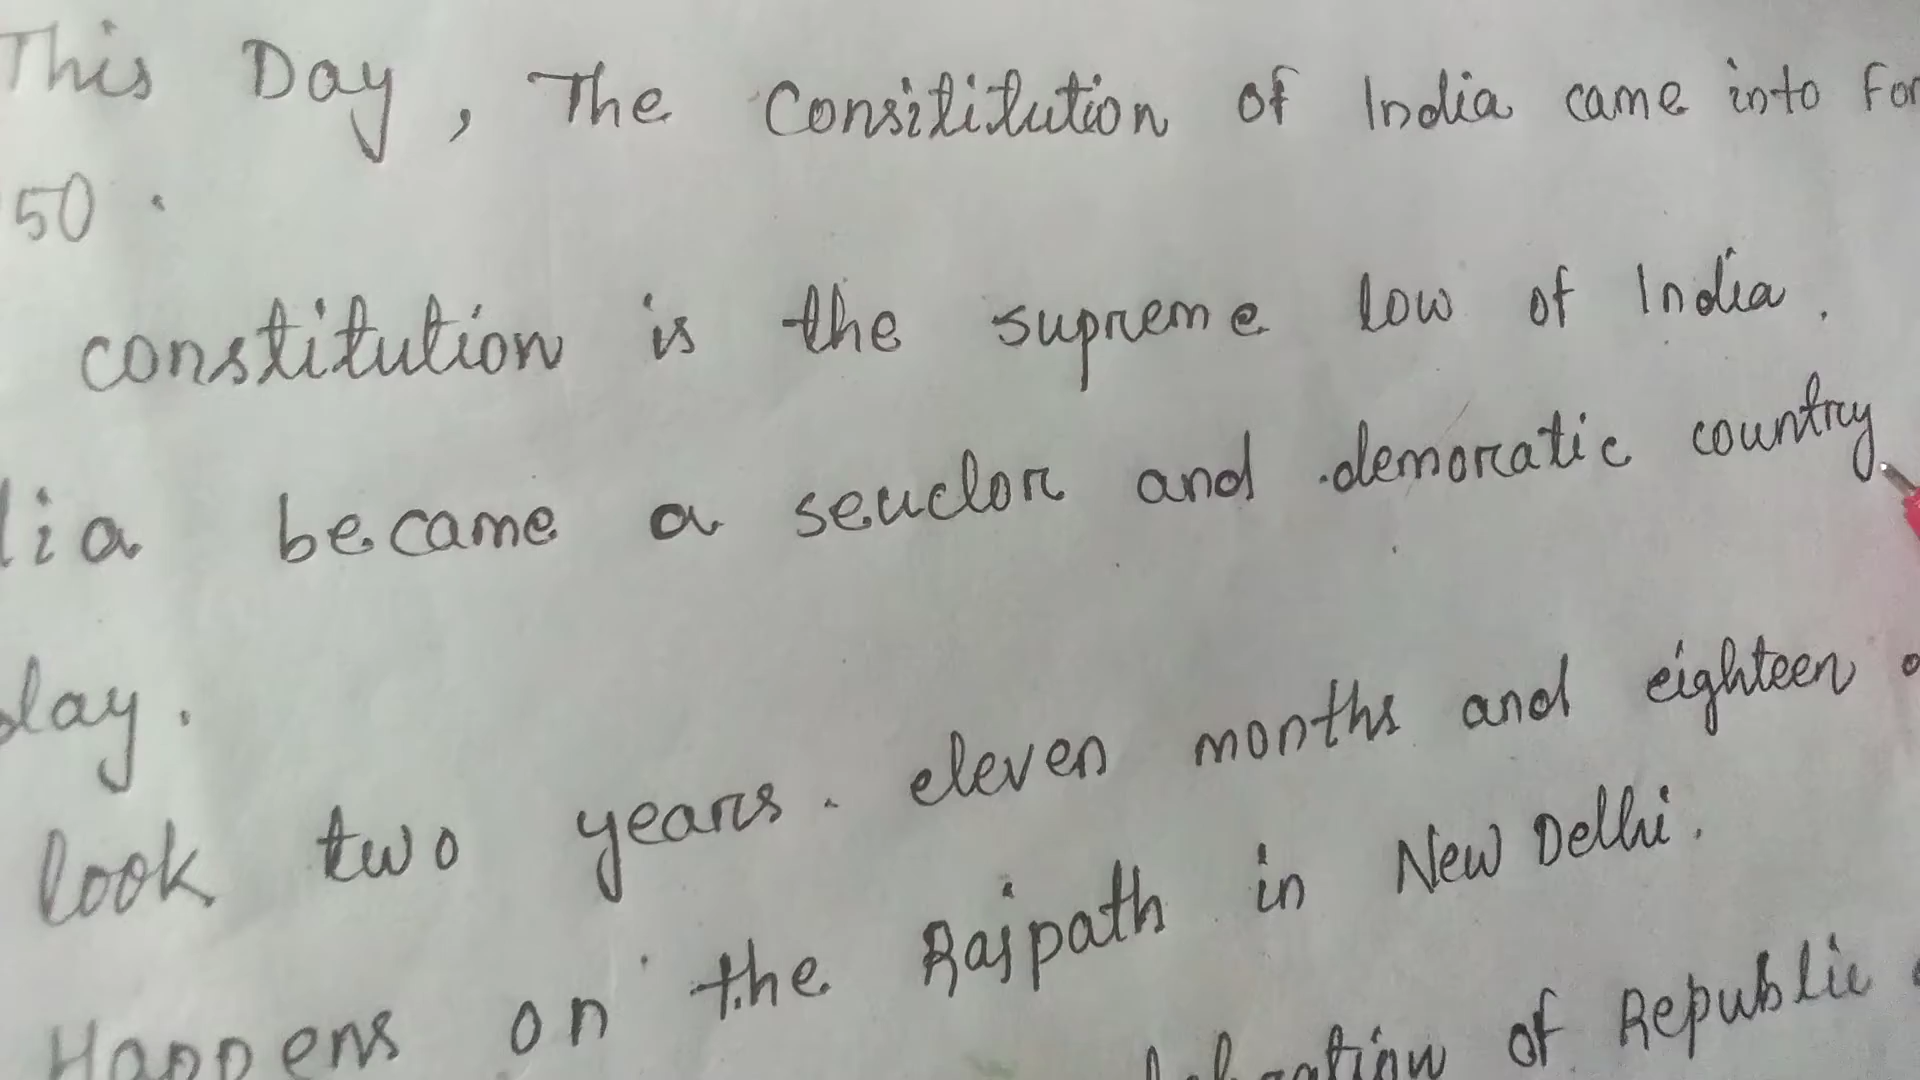 This Day, The Consititution of India came into For
50.
constitution is the supreme low of India.
lia became a seuclor and demoratic country
day.
look two years. eleven months and eighteen
Happens on the Rajpath in New Delhi.
of Republic